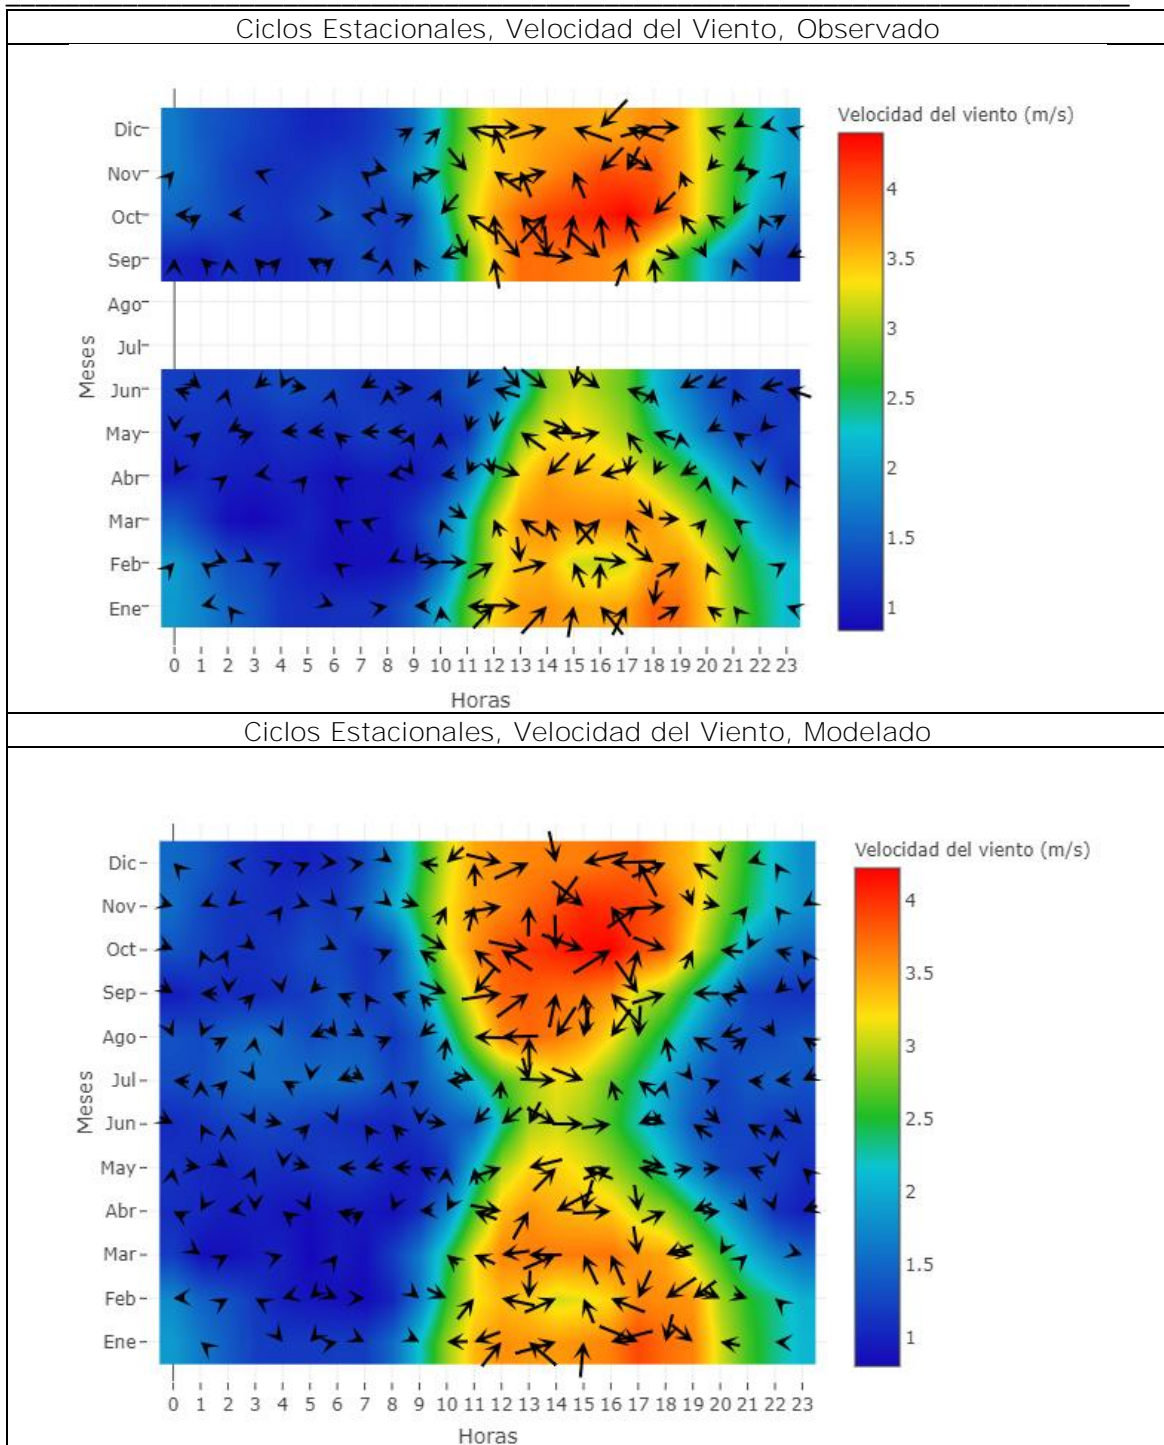 Ciclos Estacionales, Velocidad del Viento, Observado
Velocidad del viento (m/s)
Dic
Nov
Oct
Sep
Ago
Jul
Jun
May
Abr
Mar
Feb
Ene
Meses
4
3.5
3
2.5
2
1.5
1
0 1 2 3 4 5 6 7 8 9 10 11 12 13 14 15 16 17 18 19 20 21 22 23
Horas
Ciclos Estacionales, Velocidad del Viento, Modelado
Velocidad del viento (m/s)
Dic
Nov
Oct
Sep
Ago
Jul
Jun
May
Abr
Mar
Feb
Ene
Meses
4
3.5
3
2.5
2
1.5
1
0 1 2 3 4 5 6 7 8 9 10 11 12 13 14 15 16 17 18 19 20 21 22 23
Horas